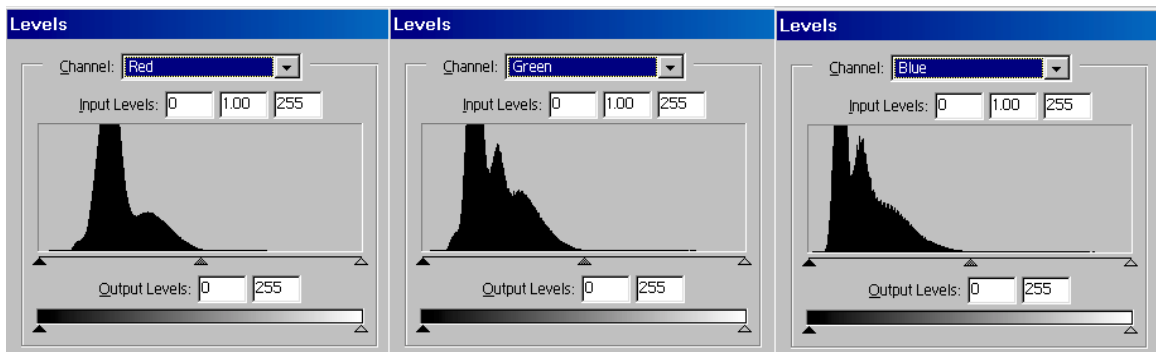 Levels
Channel: Red
Input Levels: 0 1.00 255
Output Levels: 0 255
Levels
Channel: Green
Input Levels: 0 1.00 255
Output Levels: 0 255
Levels
Channel: Blue
Input Levels: 0 1.00 255
Output Levels: 0 255